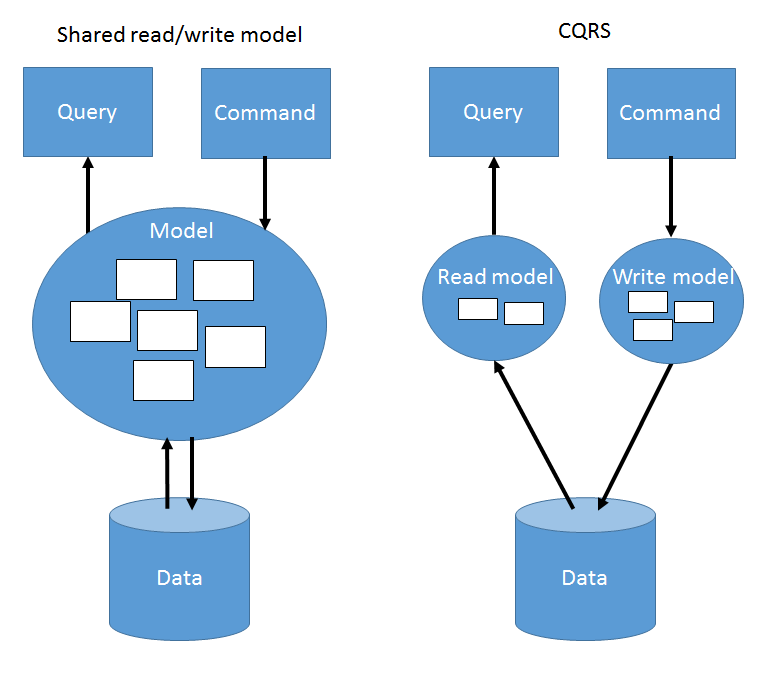 Shared read/write model
CQRS
Query
Command
Query
Command
Model
Read model
Write model
Data
Data